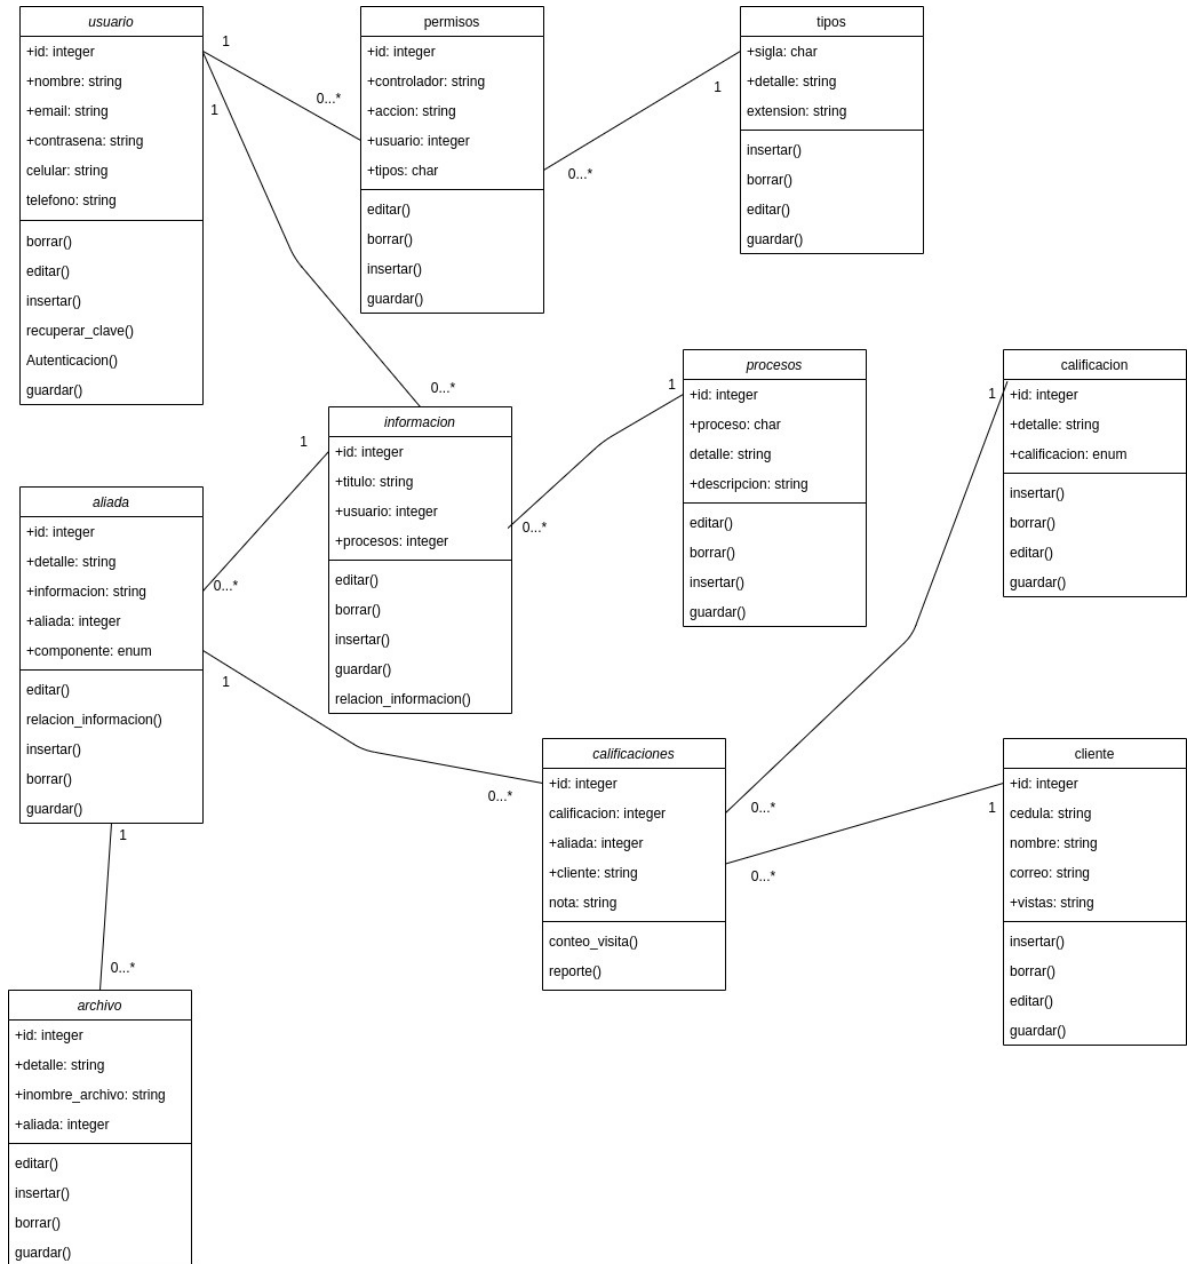 usuario
+id: integer
+nombre: string
+email: string
+contrasena: string
celular: string
telefono: string
borrar()
editar()
insertar()
recuperar_clave()
Autenticacion()
guardar()
1
0...*
1
0...*
permisos
+id: integer
+controlador: string
+accion: string
+usuario: integer
+tipos: char
editar()
borrar()
insertar()
guardar()
0...*
1
tipos
+sigla: char
+detalle: string
extension: string
insertar()
borrar()
editar()
guardar()
informacion
+id: integer
+titulo: string
+usuario: integer
+procesos: integer
editar()
borrar()
insertar()
guardar()
relacion_informacion()
1
0...*
0...*
1
procesos
+id: integer
+proceso: char
detalle: string
+descripcion: string
editar()
borrar()
insertar()
guardar()
calificacion
+id: integer
+detalle: string
+calificacion: enum
insertar()
borrar()
editar()
guardar()
1
0...*
aliada
+id: integer
+detalle: string
+informacion: string
+aliada: integer
+componente: enum
editar()
relacion_informacion()
insertar()
borrar()
guardar()
1
0...*
calificaciones
+id: integer
calificacion: integer
+aliada: integer
+cliente: string
nota: string
conteo_visita()
reporte()
0...*
1
cliente
+id: integer
cedula: string
nombre: string
correo: string
+vistas: string
insertar()
borrar()
editar()
guardar()
1
0...*
archivo
+id: integer
+detalle: string
+inombre_archivo: string
+aliada: integer
editar()
insertar()
borrar()
guardar()